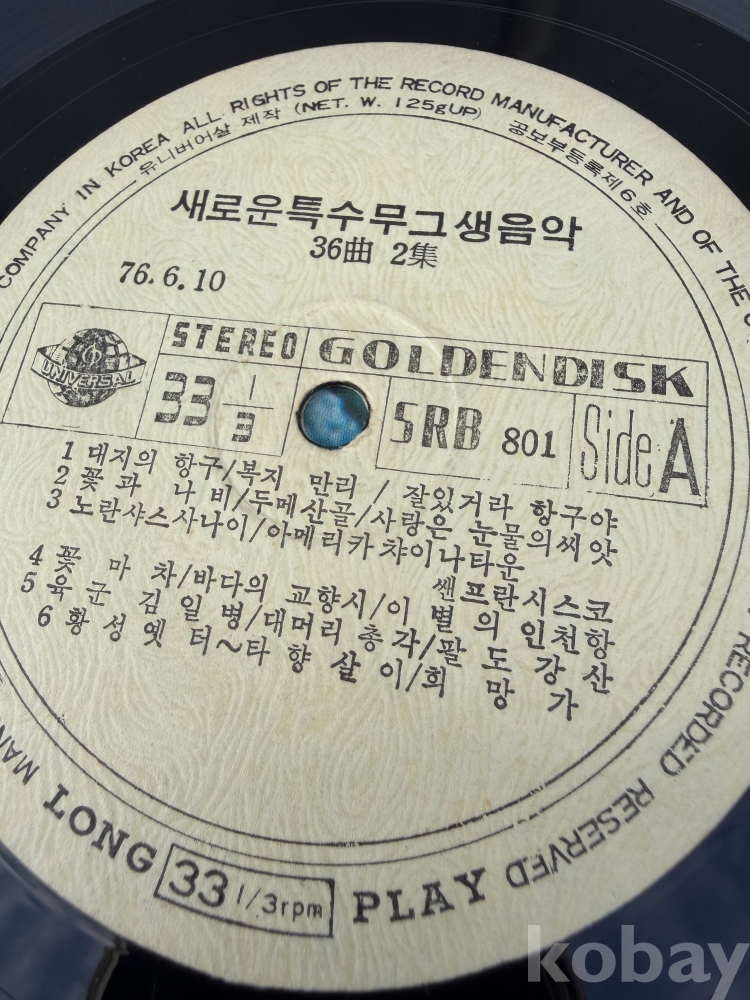 COMPANY IN KOREA ALL RIGHTS OF THE RECORD MANUFACTURER AND OF THE
유니버어살 제작 (NET. W. 125gUP) 공보부등록제6호
새로운특수무그생음악
36曲 2集
76.6.10
UNIVERSAL
STEREO
GOLDENDISK
33 1/3
SRB 801
Side A
1 대지의 항구/복지 만리 / 잘있거라 항구야
2 꽃과 나 비/두메산골/사랑은 눈물의씨앗
3 노란샤스사나이/아메리카 챠이나타운
쌘프란시스코
4 꽃 마 차/바다의 교향시/이 별 의 인천항
5 육 군 김 일 병/대머리 총각/팔 도 강 산
6 황성옛 터~타 향 살 이/희 망 가
RECORDED RESERVED
LONG 33 1/3rpm PLAY
kobay